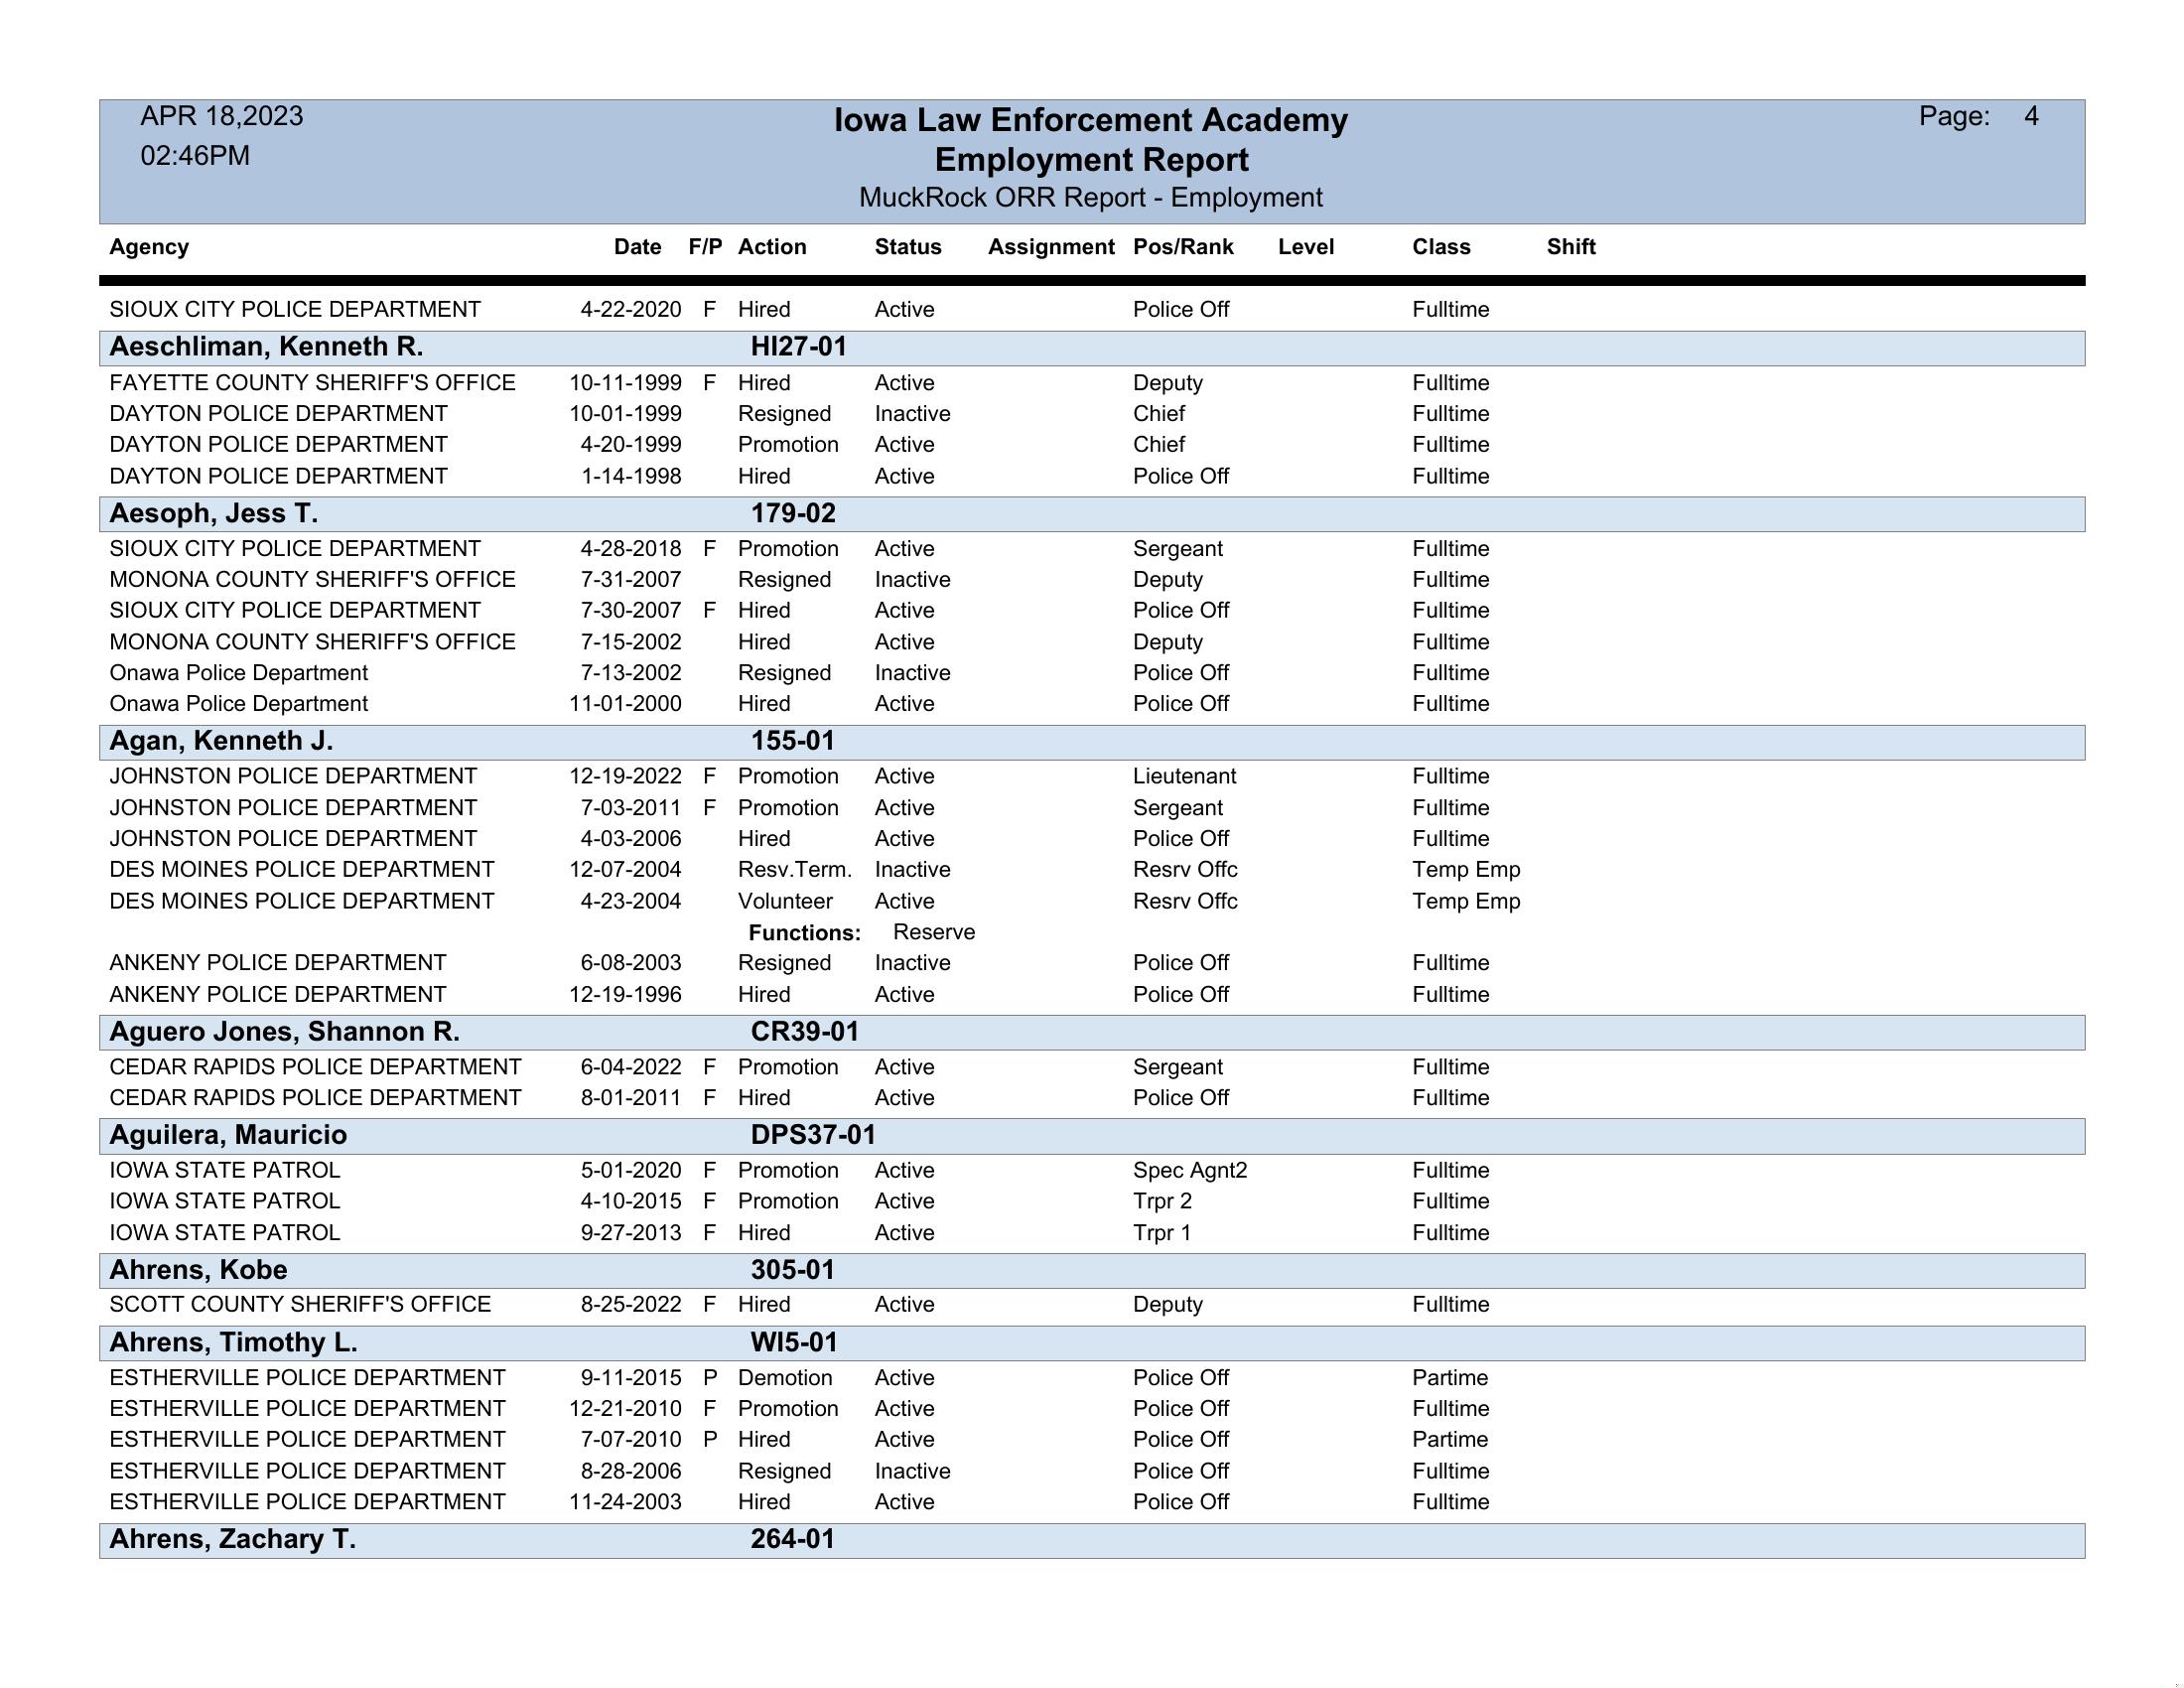 APR 18,2023 Iowa Law Enforcement Academy Page: 4
02:46PM Employment Report
MuckRock ORR Report - Employment
Agency Date F/P Action Status Assignment Pos/Rank Level Class Shift
SIOUX CITY POLICE DEPARTMENT 4-22-2020 F Hired Active Police Off Fulltime
Aeschliman, Kenneth R. HI27-01
FAYETTE COUNTY SHERIFF'S OFFICE 10-11-1999 F Hired Active Deputy Fulltime
DAYTON POLICE DEPARTMENT 10-01-1999 Resigned Inactive Chief Fulltime
DAYTON POLICE DEPARTMENT 4-20-1999 Promotion Active Chief Fulltime
DAYTON POLICE DEPARTMENT 1-14-1998 Hired Active Police Off Fulltime
Aesoph, Jess T. 179-02
SIOUX CITY POLICE DEPARTMENT 4-28-2018 F Promotion Active Sergeant Fulltime
MONONA COUNTY SHERIFF'S OFFICE 7-31-2007 Resigned Inactive Deputy Fulltime
SIOUX CITY POLICE DEPARTMENT 7-30-2007 F Hired Active Police Off Fulltime
MONONA COUNTY SHERIFF'S OFFICE 7-15-2002 Hired Active Deputy Fulltime
Onawa Police Department 7-13-2002 Resigned Inactive Police Off Fulltime
Onawa Police Department 11-01-2000 Hired Active Police Off Fulltime
Agan, Kenneth J. 155-01
JOHNSTON POLICE DEPARTMENT 12-19-2022 F Promotion Active Lieutenant Fulltime
JOHNSTON POLICE DEPARTMENT 7-03-2011 F Promotion Active Sergeant Fulltime
JOHNSTON POLICE DEPARTMENT 4-03-2006 Hired Active Police Off Fulltime
DES MOINES POLICE DEPARTMENT 12-07-2004 Resv.Term. Inactive Resrv Offc Temp Emp
DES MOINES POLICE DEPARTMENT 4-23-2004 Volunteer Active Resrv Offc Temp Emp
Functions: Reserve
ANKENY POLICE DEPARTMENT 6-08-2003 Resigned Inactive Police Off Fulltime
ANKENY POLICE DEPARTMENT 12-19-1996 Hired Active Police Off Fulltime
Aguero Jones, Shannon R. CR39-01
CEDAR RAPIDS POLICE DEPARTMENT 6-04-2022 F Promotion Active Sergeant Fulltime
CEDAR RAPIDS POLICE DEPARTMENT 8-01-2011 F Hired Active Police Off Fulltime
Aguilera, Mauricio DPS37-01
IOWA STATE PATROL 5-01-2020 F Promotion Active Spec Agnt2 Fulltime
IOWA STATE PATROL 4-10-2015 F Promotion Active Trpr 2 Fulltime
IOWA STATE PATROL 9-27-2013 F Hired Active Trpr 1 Fulltime
Ahrens, Kobe 305-01
SCOTT COUNTY SHERIFF'S OFFICE 8-25-2022 F Hired Active Deputy Fulltime
Ahrens, Timothy L. WI5-01
ESTHERVILLE POLICE DEPARTMENT 9-11-2015 P Demotion Active Police Off Partime
ESTHERVILLE POLICE DEPARTMENT 12-21-2010 F Promotion Active Police Off Fulltime
ESTHERVILLE POLICE DEPARTMENT 7-07-2010 P Hired Active Police Off Partime
ESTHERVILLE POLICE DEPARTMENT 8-28-2006 Resigned Inactive Police Off Fulltime
ESTHERVILLE POLICE DEPARTMENT 11-24-2003 Hired Active Police Off Fulltime
Ahrens, Zachary T. 264-01